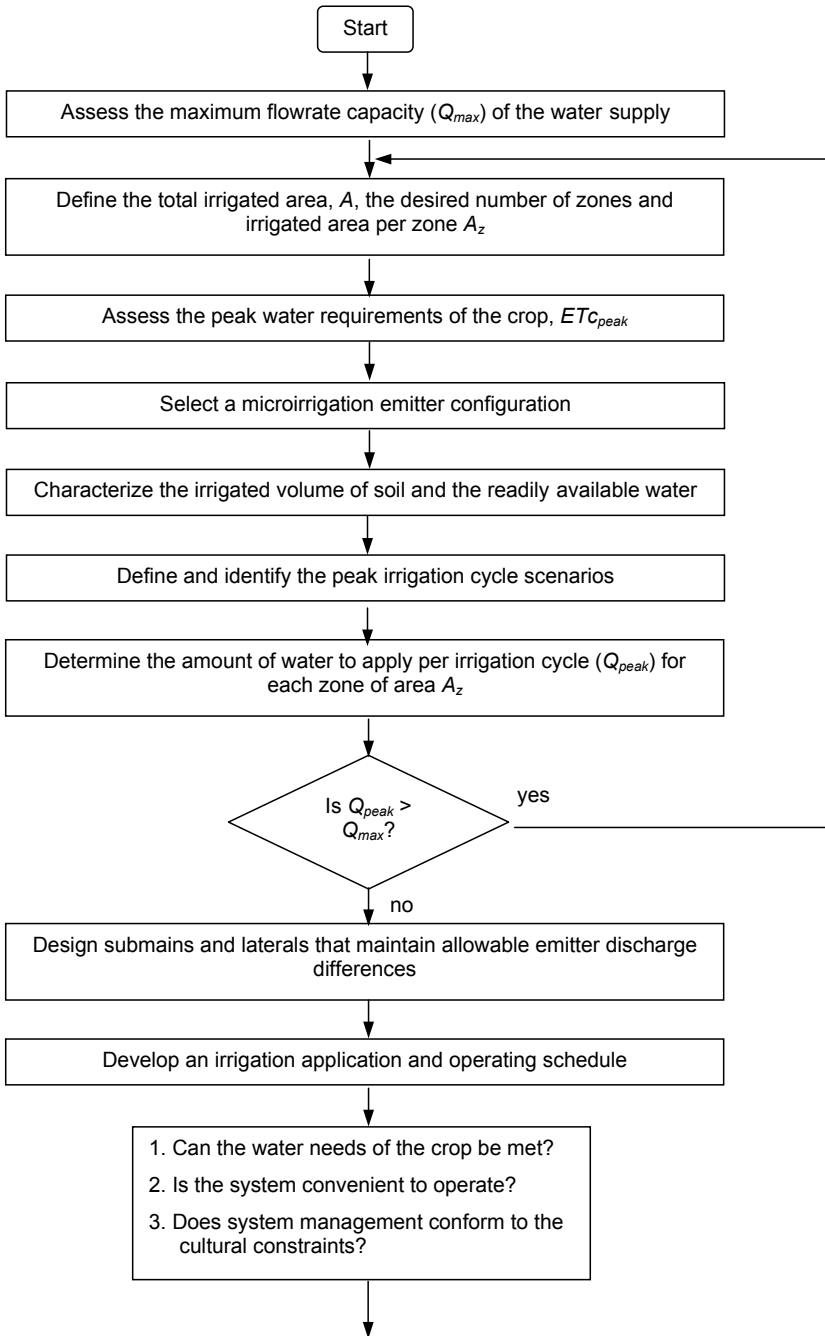 Start
Assess the maximum flowrate capacity (Qmax) of the water supply
Define the total irrigated area, A, the desired number of zones and
irrigated area per zone Az
Assess the peak water requirements of the crop, ETcpeak
Select a microirrigation emitter configuration
Characterize the irrigated volume of soil and the readily available water
Define and identify the peak irrigation cycle scenarios
Determine the amount of water to apply per irrigation cycle (Qpeak) for
each zone of area Az
Is Qpeak >
Qmax?
yes
no
Design submains and laterals that maintain allowable emitter discharge
differences
Develop an irrigation application and operating schedule
1. Can the water needs of the crop be met?
2. Is the system convenient to operate?
3. Does system management conform to the
cultural constraints?